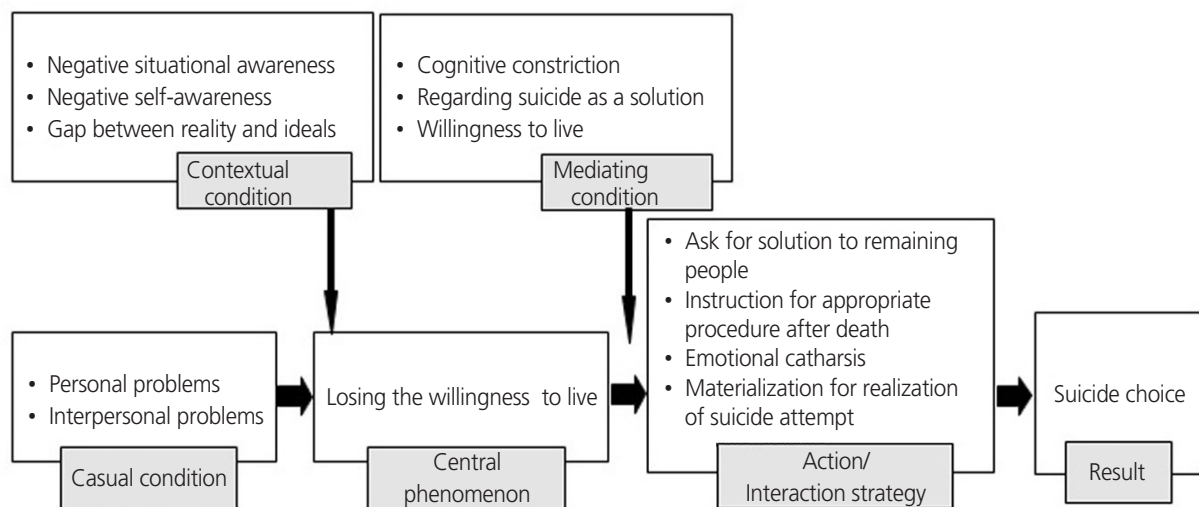 • Negative situational awareness
• Negative self-awareness
• Gap between reality and ideals
Contextual
condition
• Cognitive constriction
• Regarding suicide as a solution
• Willingness to live
Mediating
condition
• Personal problems
• Interpersonal problems
Casual condition
Losing the willingness to live
Central
phenomenon
• Ask for solution to remaining
people
• Instruction for appropriate
procedure after death
• Emotional catharsis
• Materialization for realization
of suicide attempt
Action/
Interaction strategy
Suicide choice
Result